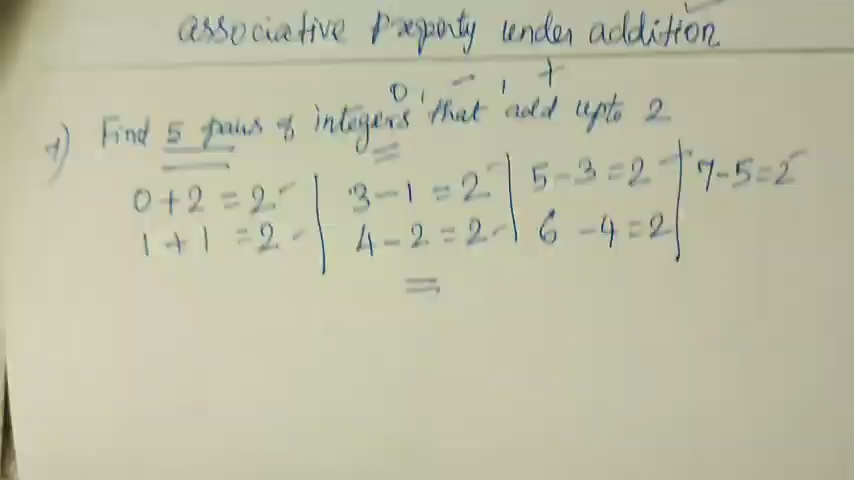 associative property under addition
0, -, +
1) Find 5 pairs of integers that add upto 2
0+2=2 | 3-1=2 | 5-3=2 | 7-5=2
1+1=2 | 4-2=2 | 6-4=2 |